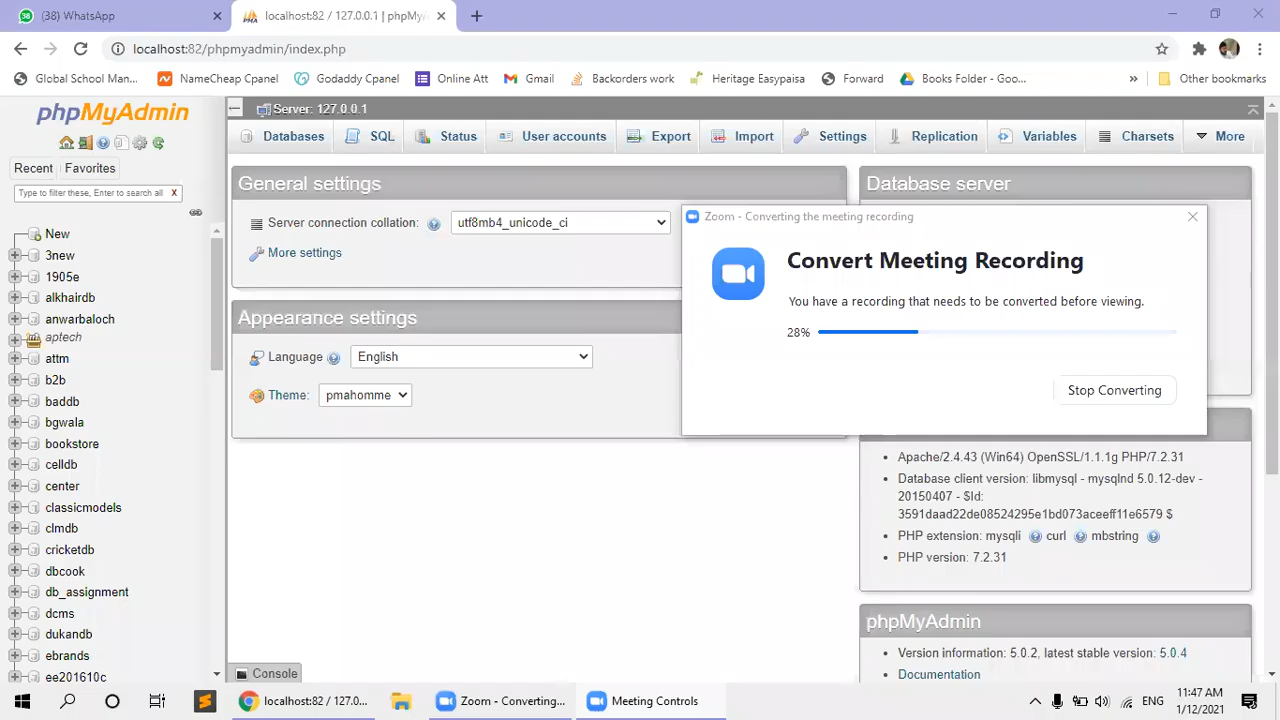 38
(38) WhatsApp
localhost:82 / 127.0.0.1 | phpMy
localhost:82/phpmyadmin/index.php
Global School Man...
NameCheap Cpanel
Godaddy Cpanel
Online Att
Gmail
Backorders work
Heritage Easypaisa
Forward
Books Folder - Goo...
»
Other bookmarks
phpMyAdmin
Server: 127.0.0.1
Databases
SQL
Status
User accounts
Export
Import
Settings
Replication
Variables
Charsets
More
Recent
Favorites
Type to filter these, Enter to search all
X
New
3new
1905e
alkhairdb
anwarbaloch
aptech
attm
b2b
baddb
bgwala
bookstore
celldb
center
classicmodels
clmdb
cricketdb
dbcook
db_assignment
dcms
dukandb
ebrands
ee201610c
General settings
Server connection collation:
utf8mb4_unicode_ci
More settings
Appearance settings
Language
English
Theme:
pmahomme
Console
Database server
Zoom - Converting the meeting recording
Convert Meeting Recording
You have a recording that needs to be converted before viewing.
28%
Stop Converting
Apache/2.4.43 (Win64) OpenSSL/1.1.1g PHP/7.2.31
Database client version: libmysql - mysqlnd 5.0.12-dev -
20150407 - $Id:
3591daad22de08524295e1bd073aceeff11e6579 $
PHP extension: mysqli curl mbstring
PHP version: 7.2.31
phpMyAdmin
Version information: 5.0.2, latest stable version: 5.0.4
Documentation
localhost:82 / 127.0...
Zoom - Converting...
Meeting Controls
ENG
11:47 AM
1/12/2021